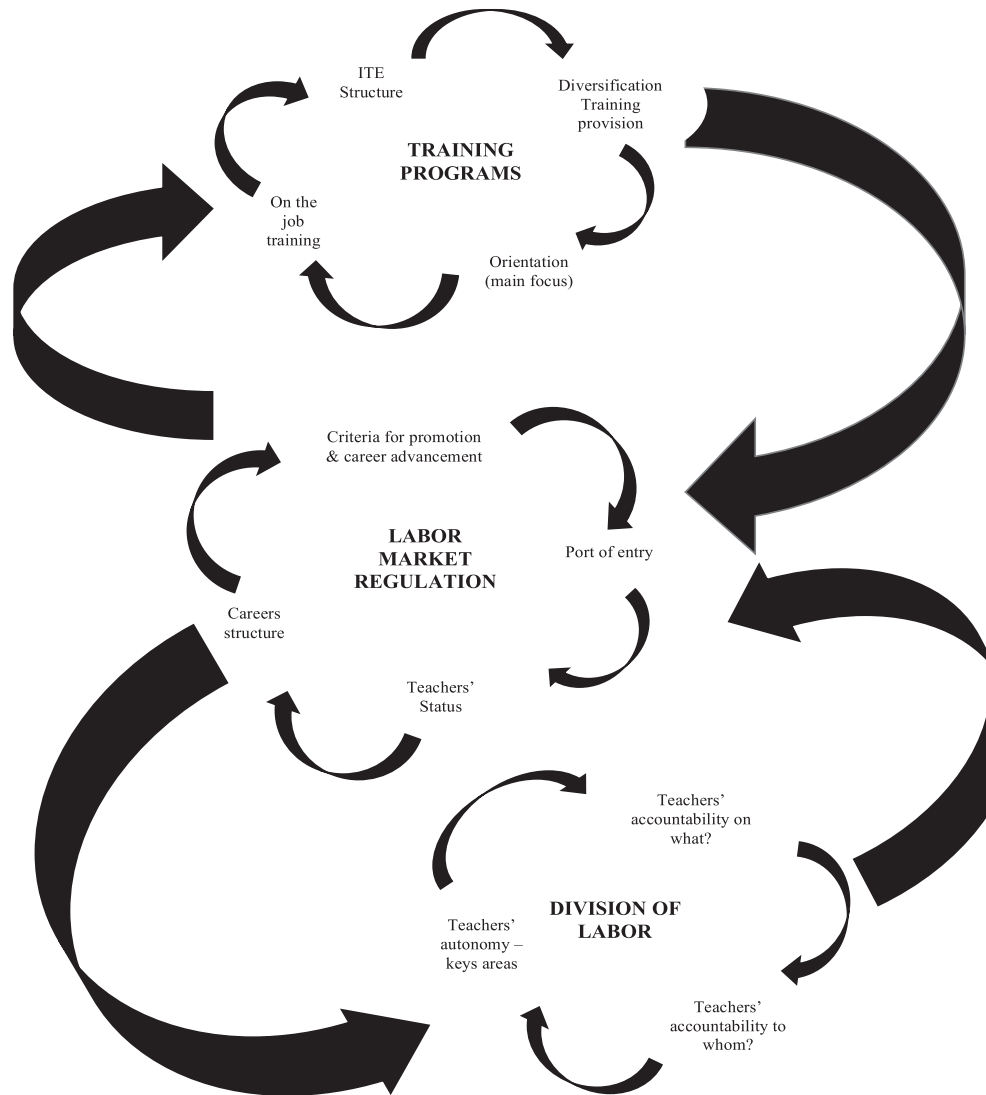 ITE
Structure
Diversification
Training
provision
TRAINING
PROGRAMS
On the
job
training
Orientation
(main focus)
Criteria for promotion
& career advancement
LABOR
MARKET
REGULATION
Port of entry
Careers
structure
Teachers’
Status
Teachers’
accountability on
what?
DIVISION OF
LABOR
Teachers’
autonomy –
keys areas
Teachers’
accountability to
whom?